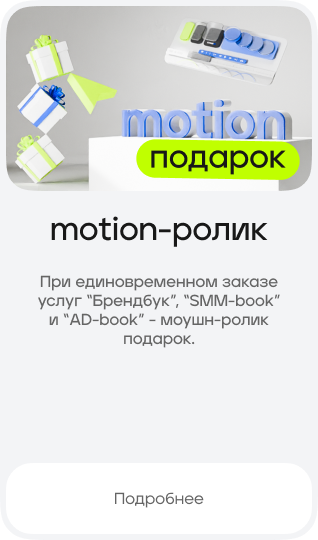 motion
подарок
motion-ролик
При единовременном заказе
услуг “Брендбук”, “SMM-book”
и “AD-book” - моушн-ролик
подарок.
Подробнее